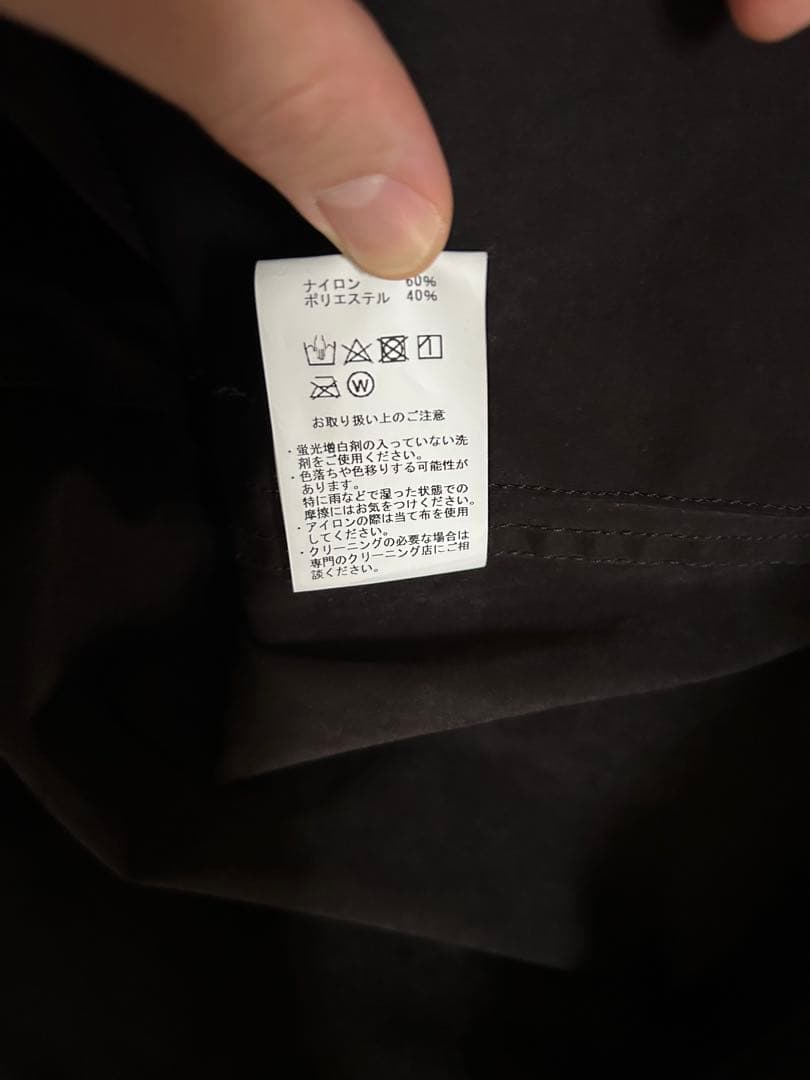 ナイロン 60%
ポリエステル 40%
W
お取り扱い上のご注意
・蛍光増白剤の入っていない洗
剤をご使用ください。
・色落ちや色移りする可能性が
あります。
特に雨などで湿った状態での
摩擦にはお気をつけください。
・アイロンの際は当て布を使用
してください。
・クリーニングの必要な場合は
専門のクリーニング店にご相
談ください。